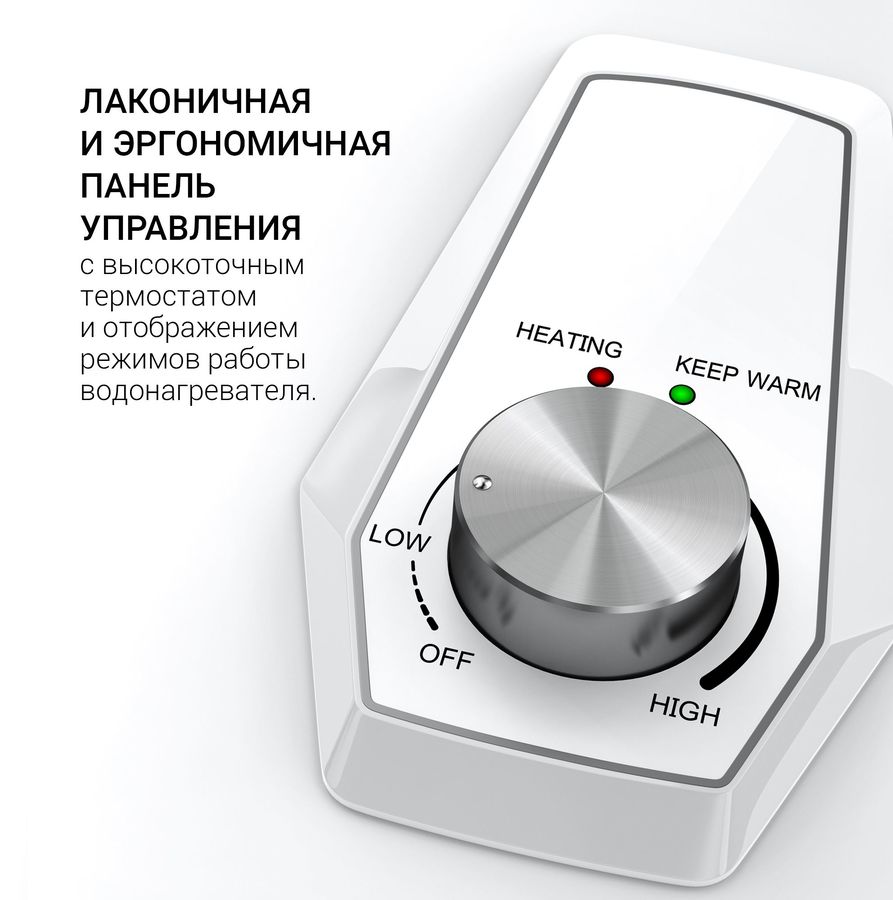 ЛАКОНИЧНАЯ
И ЭРГОНОМИЧНАЯ
ПАНЕЛЬ
УПРАВЛЕНИЯ
с высокоточным
термостатом
и отображением
режимов работы
водонагревателя.
HEATING
KEEP WARM
LOW
OFF
HIGH